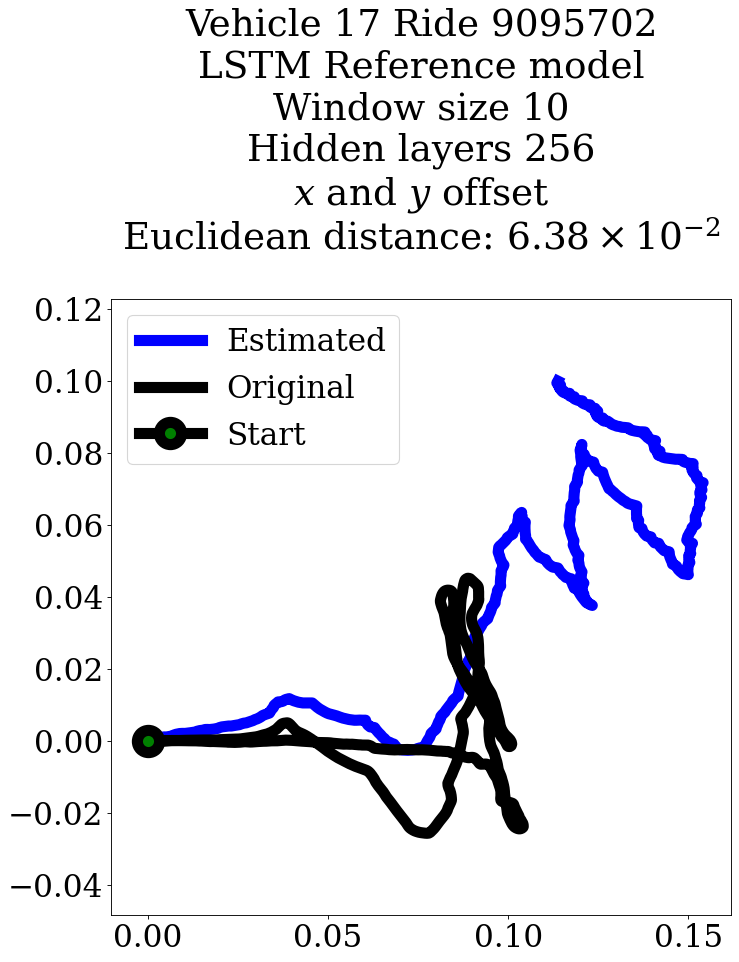 Vehicle 17 Ride 9095702
LSTM Reference model
Window size 10
Hidden layers 256
x and y offset
Euclidean distance: 6.38 × 10⁻²
0.12
0.10
0.08
0.06
0.04
0.02
0.00
−0.02
−0.04
Estimated
Original
Start
0.00 0.05 0.10 0.15